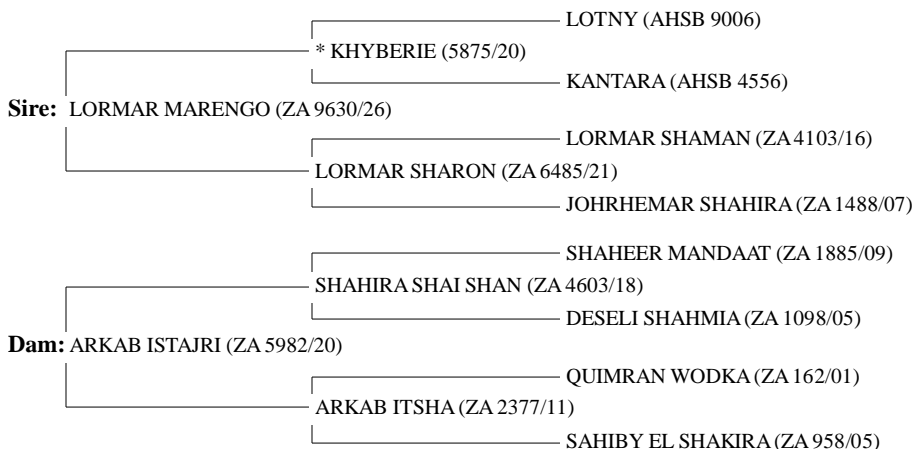 LOTNY (AHSB 9006)
* KHYBERIE (5875/20)
KANTARA (AHSB 4556)
Sire: LORMAR MARENGO (ZA 9630/26)
LORMAR SHAMAN (ZA 4103/16)
LORMAR SHARON (ZA 6485/21)
JOHRHEMAR SHAHIRA (ZA 1488/07)
SHAHEER MANDAAT (ZA 1885/09)
SHAHIRA SHAI SHAN (ZA 4603/18)
DESELI SHAHMIA (ZA 1098/05)
Dam: ARKAB ISTAJRI (ZA 5982/20)
QUIMRAN WODKA (ZA 162/01)
ARKAB ITSHA (ZA 2377/11)
SAHIBY EL SHAKIRA (ZA 958/05)